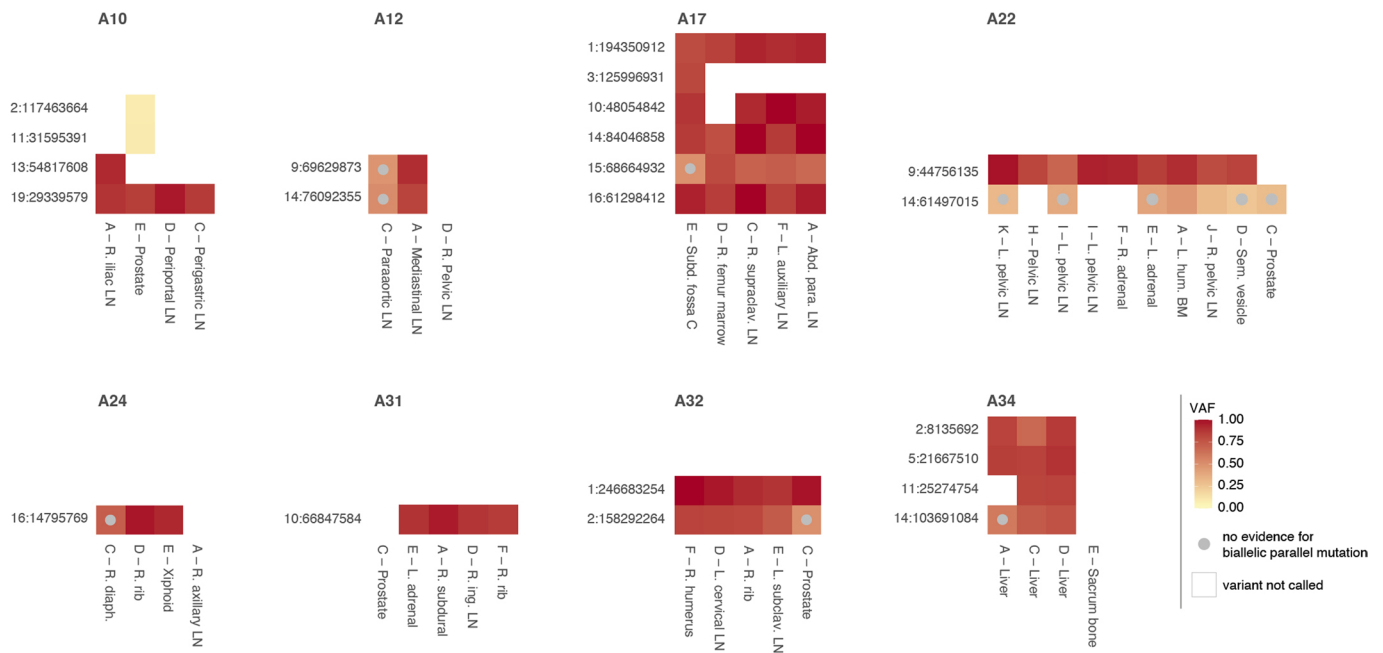 A10
A12
A17
A22
2:117463664
11:31595391
13:54817608
19:29339579
A – R. iliac LN
E – Prostate
D – Periportal LN
C – Perigastric LN
9:69629873
14:76092355
C – Paraaortic LN
A – Mediastinal LN
D – R. Pelvic LN
1:194350912
3:125996931
10:48054842
14:84046858
15:68664932
16:61298412
E – Subd. fossa C
D – R. femur marrow
C – R. supraclav. LN
F – L. auxiliary LN
A – Abd. para. LN
9:44756135
14:61497015
K – L. pelvic LN
H – Pelvic LN
I – L. pelvic LN
I – L. pelvic LN
F – R. adrenal
E – L. adrenal
A – L. hum. BM
J – R. pelvic LN
D – Sem. vesicle
C – Prostate
A24
A31
A32
A34
16:14795769
C – R. diaph.
D – R. rib
E – Xiphoid
A – R. axillary LN
10:66847584
C – Prostate
E – L. adrenal
A – R. subdural
D – R. ing. LN
F – R. rib
1:246683254
2:158292264
F – R. humerus
D – L. cervical LN
A – R. rib
E – L. subclav. LN
C – Prostate
2:8135692
5:21667510
11:25274754
14:103691084
A – Liver
C – Liver
D – Liver
E – Sacrum bone
VAF
1.00
0.75
0.50
0.25
0.00
no evidence for
biallelic parallel mutation
variant not called